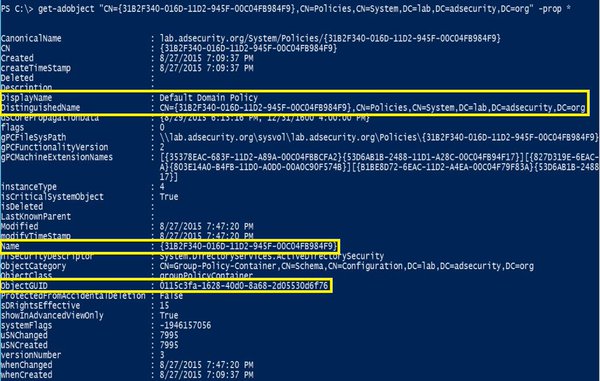 PS C:\> get-adobject "CN={31B2F340-016D-11D2-945F-00C04FB984F9},CN=Policies,CN=System,DC=lab,DC=adsecurity,DC=org" -prop *
CanonicalName : lab.adsecurity.org/System/Policies/{31B2F340-016D-11D2-945F-00C04FB984F9}
CN : {31B2F340-016D-11D2-945F-00C04FB984F9}
Created : 8/27/2015 7:09:37 PM
createTimeStamp : 8/27/2015 7:09:37 PM
Deleted :
Description :
DisplayName : Default Domain Policy
DistinguishedName : CN={31B2F340-016D-11D2-945F-00C04FB984F9},CN=Policies,CN=System,DC=lab,DC=adsecurity,DC=org
dSCorePropagationData : {8/29/2015 6:13:16 PM, 12/31/1600 4:00:00 PM}
flags : 0
gPCFileSysPath : \\lab.adsecurity.org\sysvol\lab.adsecurity.org\Policies\{31B2F340-016D-11D2-945F-00C04FB984F9}
gPCFunctionalityVersion : 2
gPCMachineExtensionNames : [{35378EAC-683F-11D2-A89A-00C04FBBCFA2}{53D6AB1B-2488-11D1-A28C-00C04FB94F17}][{827D319E-6EAC-
A}{803E14A0-B4FB-11D0-A0D0-00A0C90F574B}][{B1BE8D72-6EAC-11D2-A4EA-00C04F79F83A}{53D6AB1B-2488
17}]
instanceType : 4
isCriticalSystemObject : True
isDeleted :
LastKnownParent :
Modified : 8/27/2015 7:47:20 PM
modifyTimeStamp : 8/27/2015 7:47:20 PM
Name : {31B2F340-016D-11D2-945F-00C04FB984F9}
nTSecurityDescriptor : System.DirectoryServices.ActiveDirectorySecurity
ObjectCategory : CN=Group-Policy-Container,CN=Schema,CN=Configuration,DC=lab,DC=adsecurity,DC=org
ObjectClass : groupPolicyContainer
ObjectGUID : 0115c3fa-1628-40d0-8a68-2d05530d6f76
ProtectedFromAccidentalDeletion : False
sDRightsEffective : 15
showInAdvancedViewOnly : True
systemFlags : -1946157056
uSNChanged : 7995
uSNCreated : 7995
versionNumber : 3
whenChanged : 8/27/2015 7:47:20 PM
whenCreated : 8/27/2015 7:09:37 PM